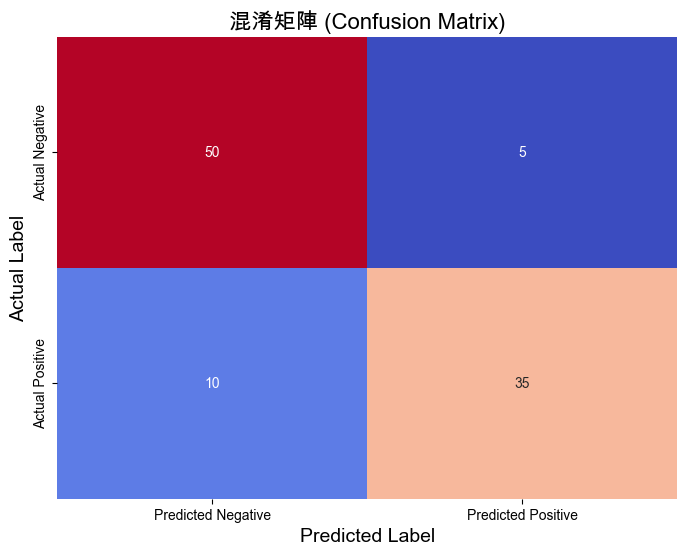 混淆矩陣 (Confusion Matrix)
Actual Label
Actual Negative
50
5
Actual Positive
10
35
Predicted Negative
Predicted Positive
Predicted Label